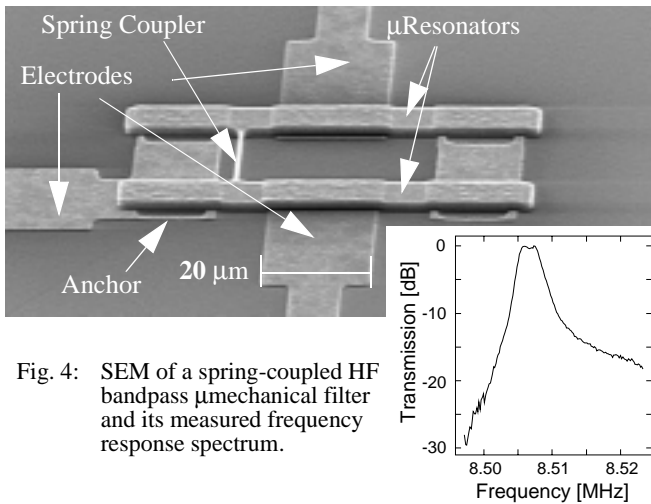 Spring Coupler
μResonators
Electrodes
20 μm
Anchor
Fig. 4: SEM of a spring-coupled HF
bandpass μmechanical filter
and its measured frequency
response spectrum.
Transmission [dB]
0
-10
-20
-30
8.50 8.51 8.52
Frequency [MHz]